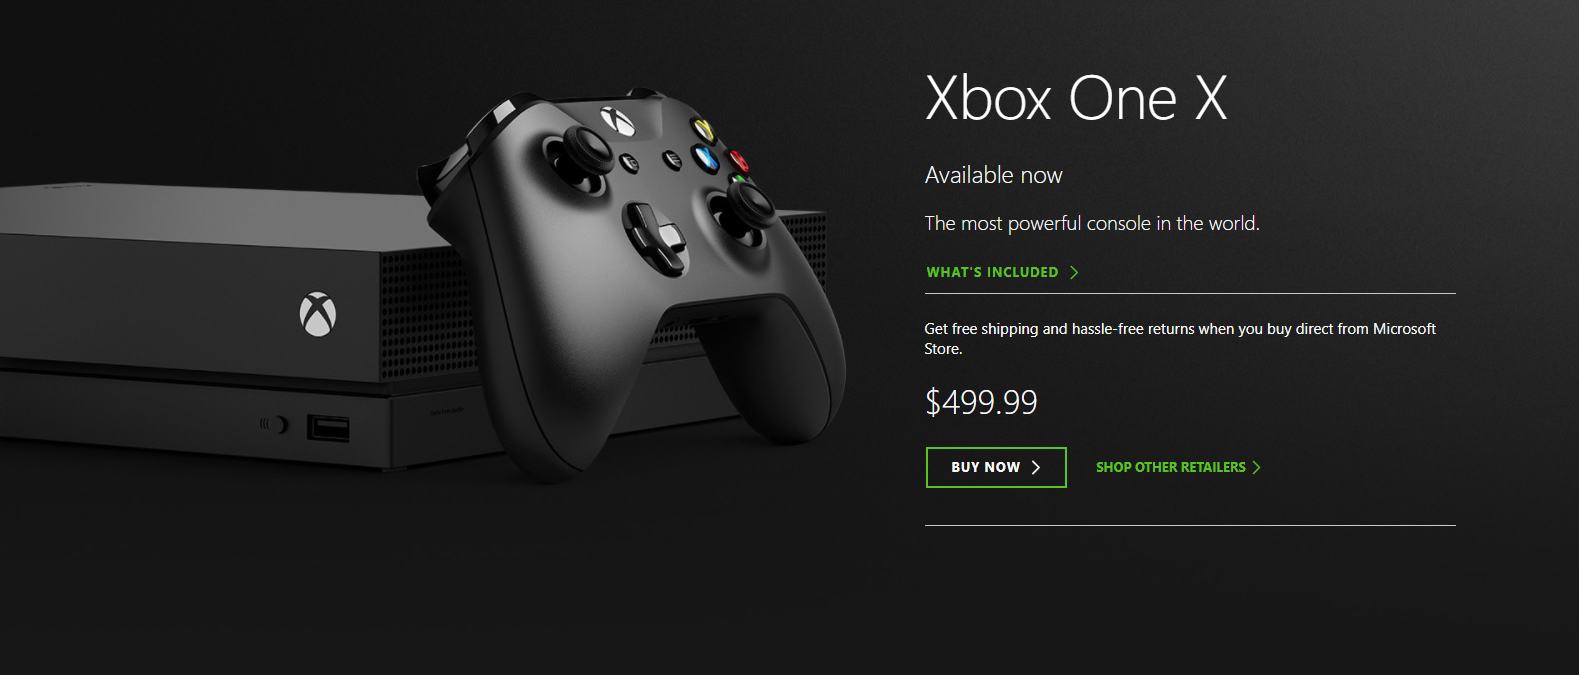 Xbox One X
Available now
The most powerful console in the world.
WHAT'S INCLUDED
Get free shipping and hassle-free returns when you buy direct from Microsoft
Store.
$499.99
BUY NOW
SHOP OTHER RETAILERS